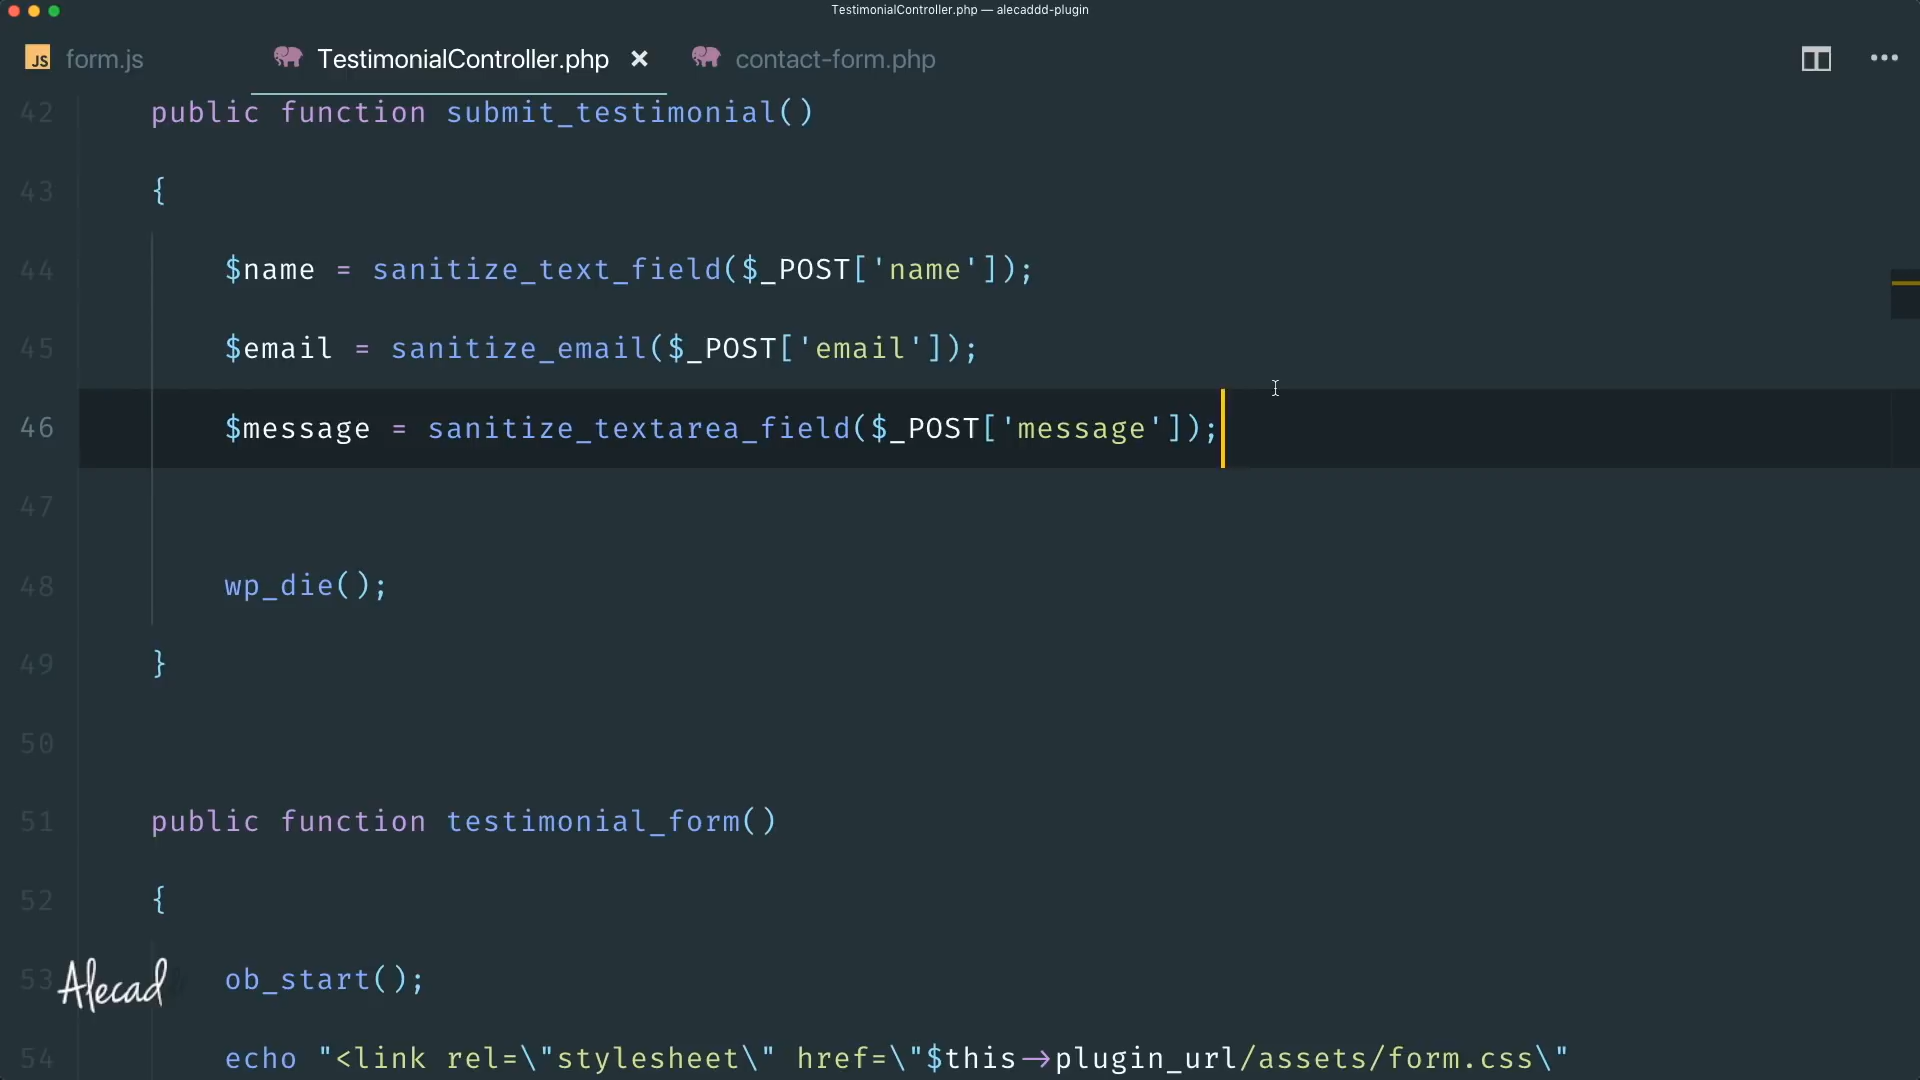 TestimonialController.php — alecaddd-plugin
JS form.js TestimonialController.php × contact-form.php
42 public function submit_testimonial()
43 {
44 $name = sanitize_text_field($_POST['name']);
45 $email = sanitize_email($_POST['email']);
46 $message = sanitize_textarea_field($_POST['message']);
47
48 wp_die();
49 }
50
51 public function testimonial_form()
52 {
53 ob_start();
Alecad
54 echo "<link rel=\"stylesheet\" href=\"$this->plugin_url/assets/form.css\"